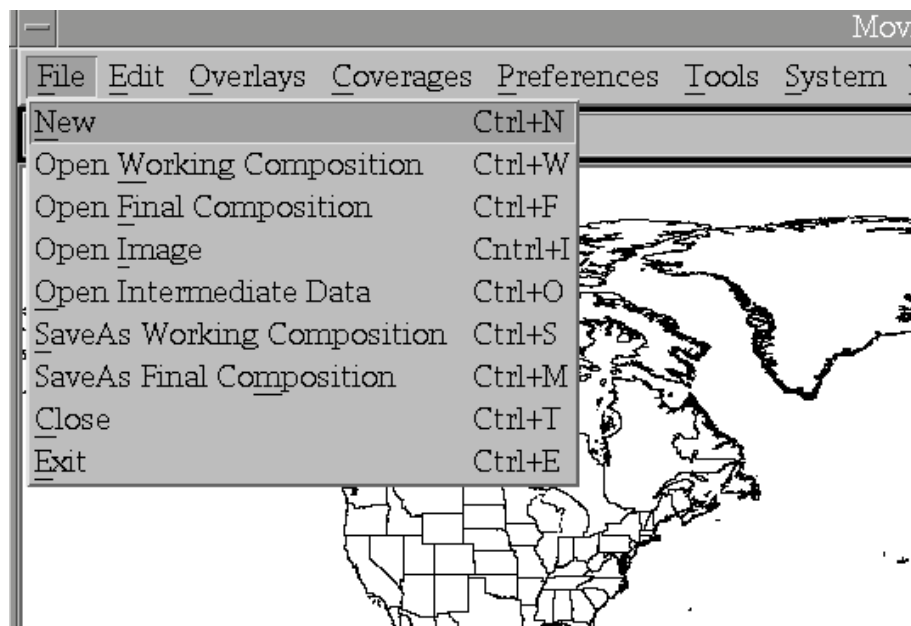 Mov
File Edit Overlays Coverages Preferences Tools System
New Ctrl+N
Open Working Composition Ctrl+W
Open Final Composition Ctrl+F
Open Image Cntrl+I
Open Intermediate Data Ctrl+O
SaveAs Working Composition Ctrl+S
SaveAs Final Composition Ctrl+M
Close Ctrl+T
Exit Ctrl+E